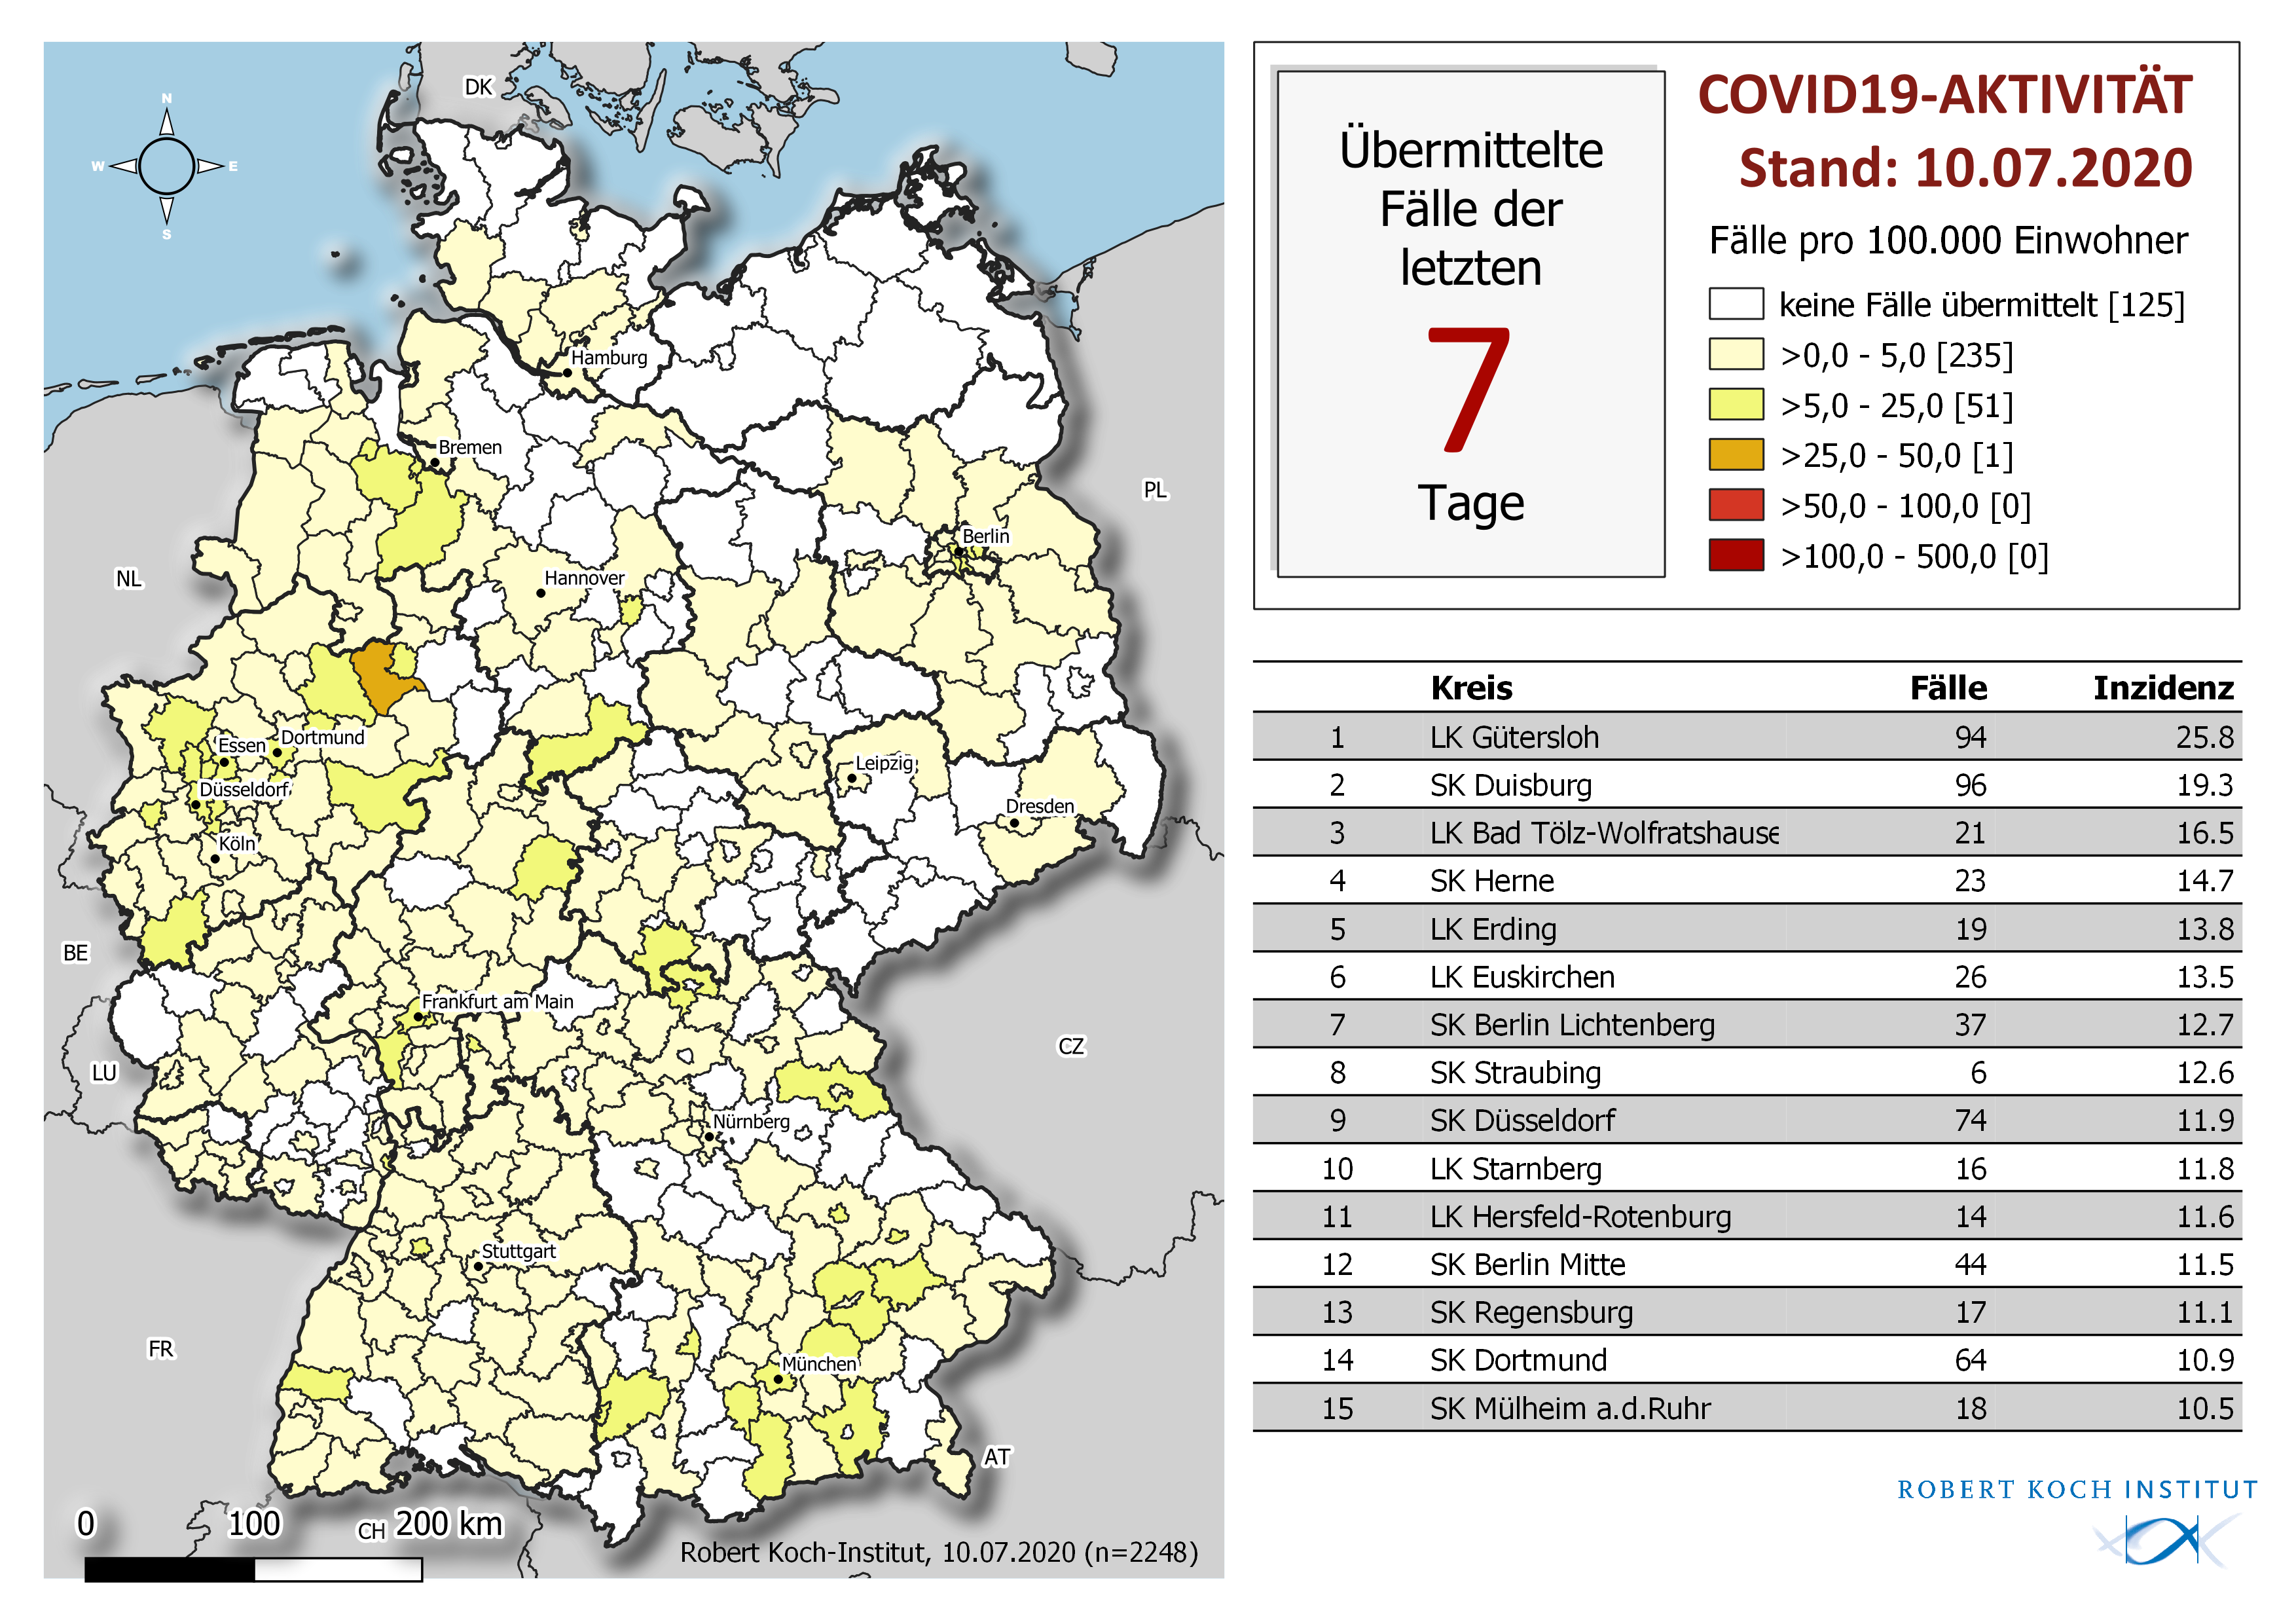 N
W E
S
DK
Hamburg
Bremen
PL
Berlin
NL
Hannover
Essen Dortmund
Düsseldorf
Leipzig
Dresden
Köln
BE
Frankfurt am Main
CZ
LU
Nürnberg
Stuttgart
FR
München
AT
0 100 CH 200 km
Robert Koch-Institut, 10.07.2020 (n=2248)
Übermittelte
Fälle der
letzten
7
Tage
COVID19-AKTIVITÄT
Stand: 10.07.2020
Fälle pro 100.000 Einwohner
keine Fälle übermittelt [125]
>0,0 - 5,0 [235]
>5,0 - 25,0 [51]
>25,0 - 50,0 [1]
>50,0 - 100,0 [0]
>100,0 - 500,0 [0]
Kreis Fälle Inzidenz
1 LK Gütersloh 94 25.8
2 SK Duisburg 96 19.3
3 LK Bad Tölz-Wolfratshause 21 16.5
4 SK Herne 23 14.7
5 LK Erding 19 13.8
6 LK Euskirchen 26 13.5
7 SK Berlin Lichtenberg 37 12.7
8 SK Straubing 6 12.6
9 SK Düsseldorf 74 11.9
10 LK Starnberg 16 11.8
11 LK Hersfeld-Rotenburg 14 11.6
12 SK Berlin Mitte 44 11.5
13 SK Regensburg 17 11.1
14 SK Dortmund 64 10.9
15 SK Mülheim a.d.Ruhr 18 10.5
ROBERT KOCH INSTITUT